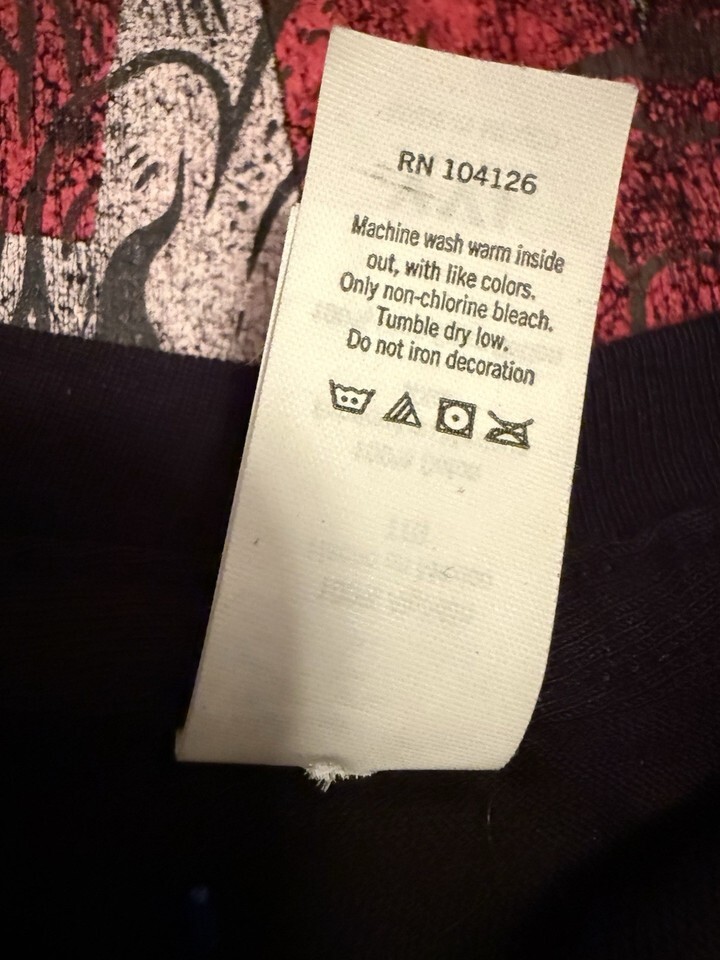 RN 104126
Machine wash warm inside
out, with like colors.
Only non-chlorine bleach.
Tumble dry low.
Do not iron decoration